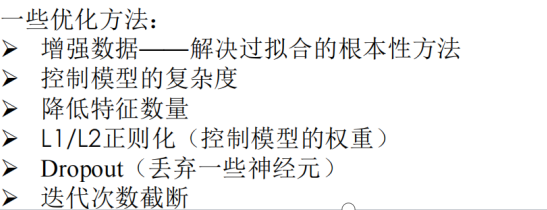 一些优化方法：
➢ 增强数据——解决过拟合的根本性方法
➢ 控制模型的复杂度
➢ 降低特征数量
➢ L1/L2正则化（控制模型的权重）
➢ Dropout（丢弃一些神经元）
➢ 迭代次数截断